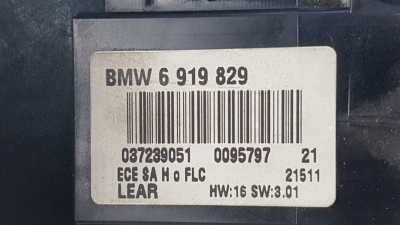 BMW 6 919 829
037239051 0095797 21
ECE SA H o FLC 21511
LEAR HW:16 SW:3.01